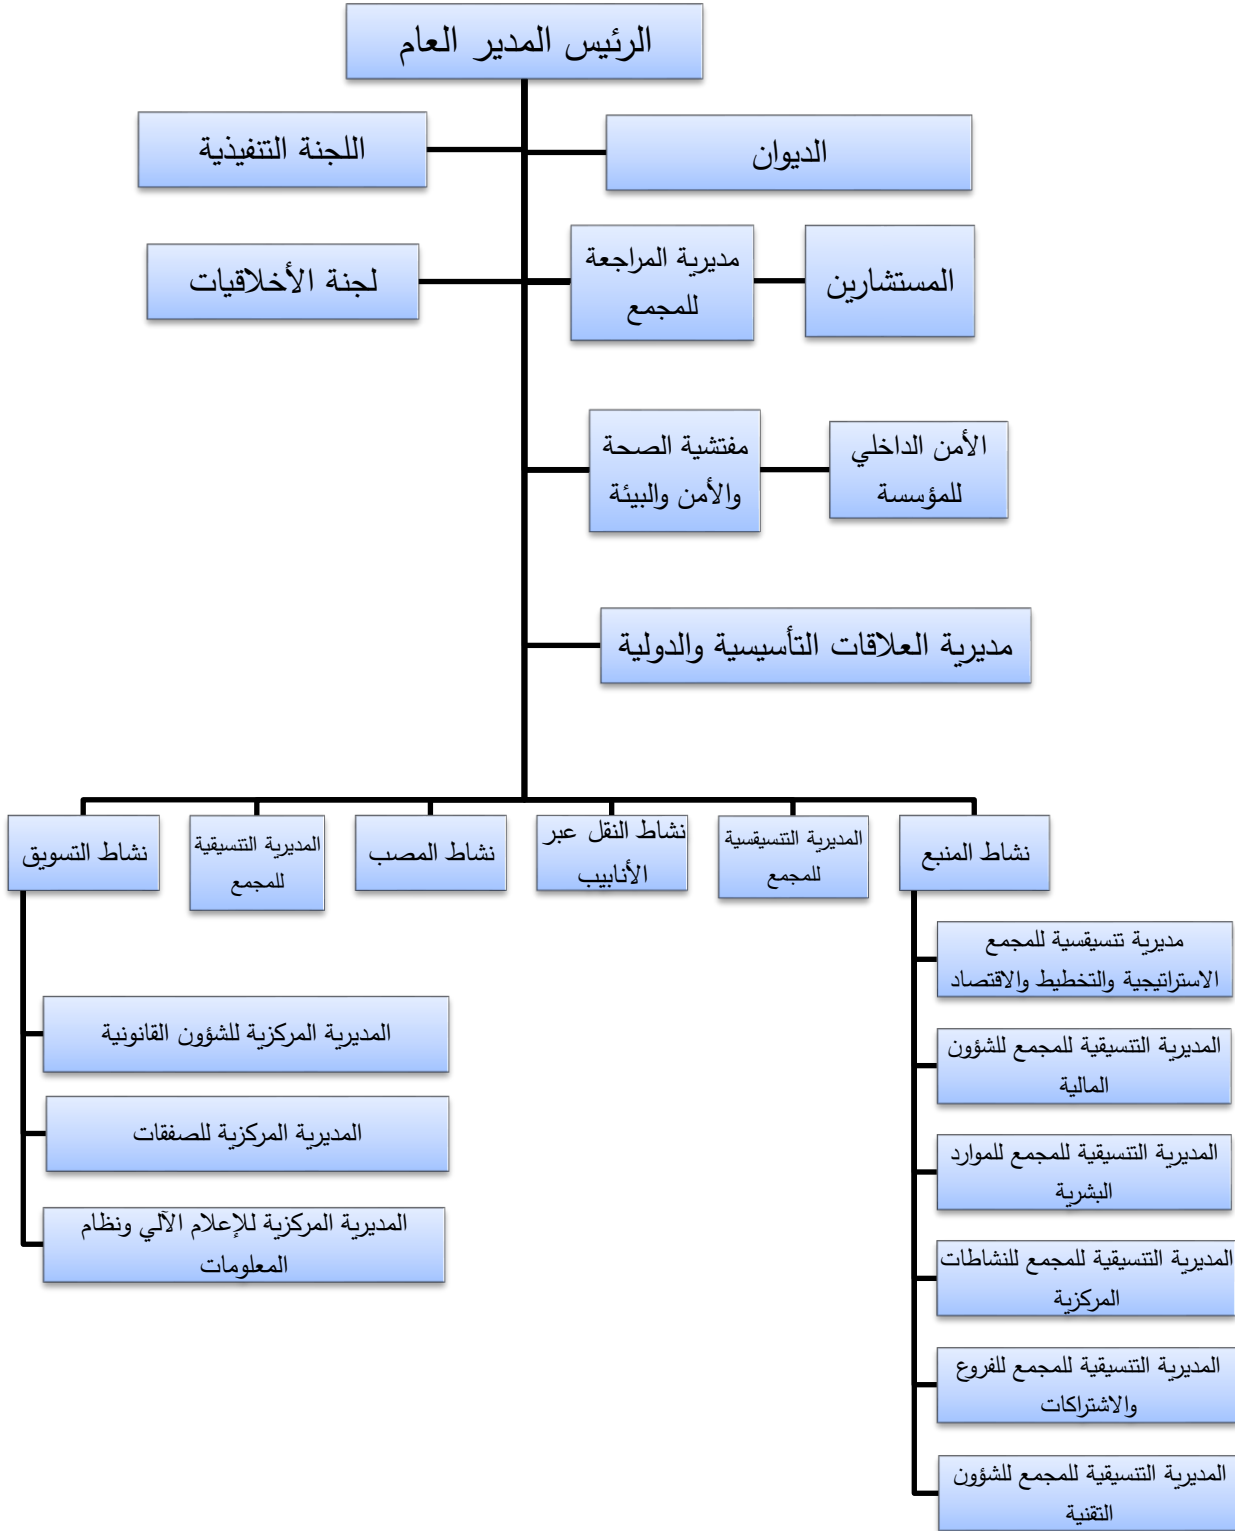 الرئيس المدير العام
الديوان
اللجنة التنفيذية
المستشارين
مديرية المراجعة
للمجمع
لجنة الأخلاقيات
الأمن الداخلي
للمؤسسة
مفتشية الصحة
والأمن والبيئة
مديرية العلاقات التأسيسية والدولية
نشاط المنبع
المديرية التنسيقسية
للمجمع
نشاط النقل عبر
الأنابيب
نشاط المصب
المديرية التنسيقية
للمجمع
نشاط التسويق
مديرية تنسيقسية للمجمع
الاستراتيجية والتخطيط والاقتصاد
المديرية التنسيقية للمجمع للشؤون
المالية
المديرية التنسيقية للمجمع للموارد
البشرية
المديرية التنسيقية للمجمع للنشاطات
المركزية
المديرية التنسيقية للمجمع للفروع
والاشتراكات
المديرية التنسيقية للمجمع للشؤون
التقنية
المديرية المركزية للشؤون القانونية
المديرية المركزية للصفقات
المديرية المركزية للإعلام الآلي ونظام
المعلومات